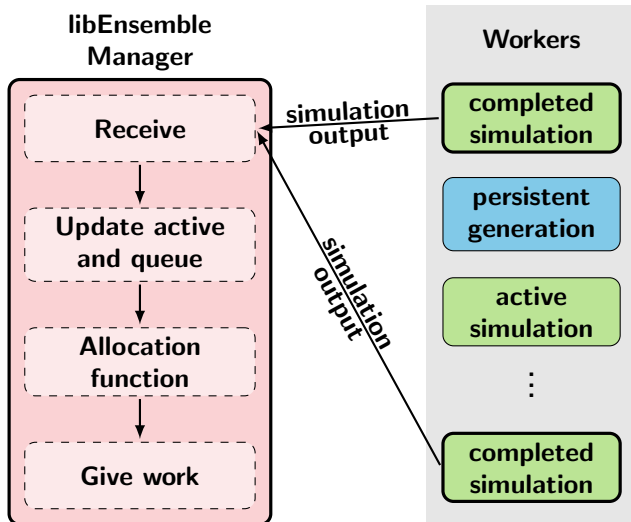 libEnsemble
Manager
Receive
Update active
and queue
Allocation
function
Give work
simulation
output
simulation
output
Workers
completed
simulation
persistent
generation
active
simulation
⋮
completed
simulation